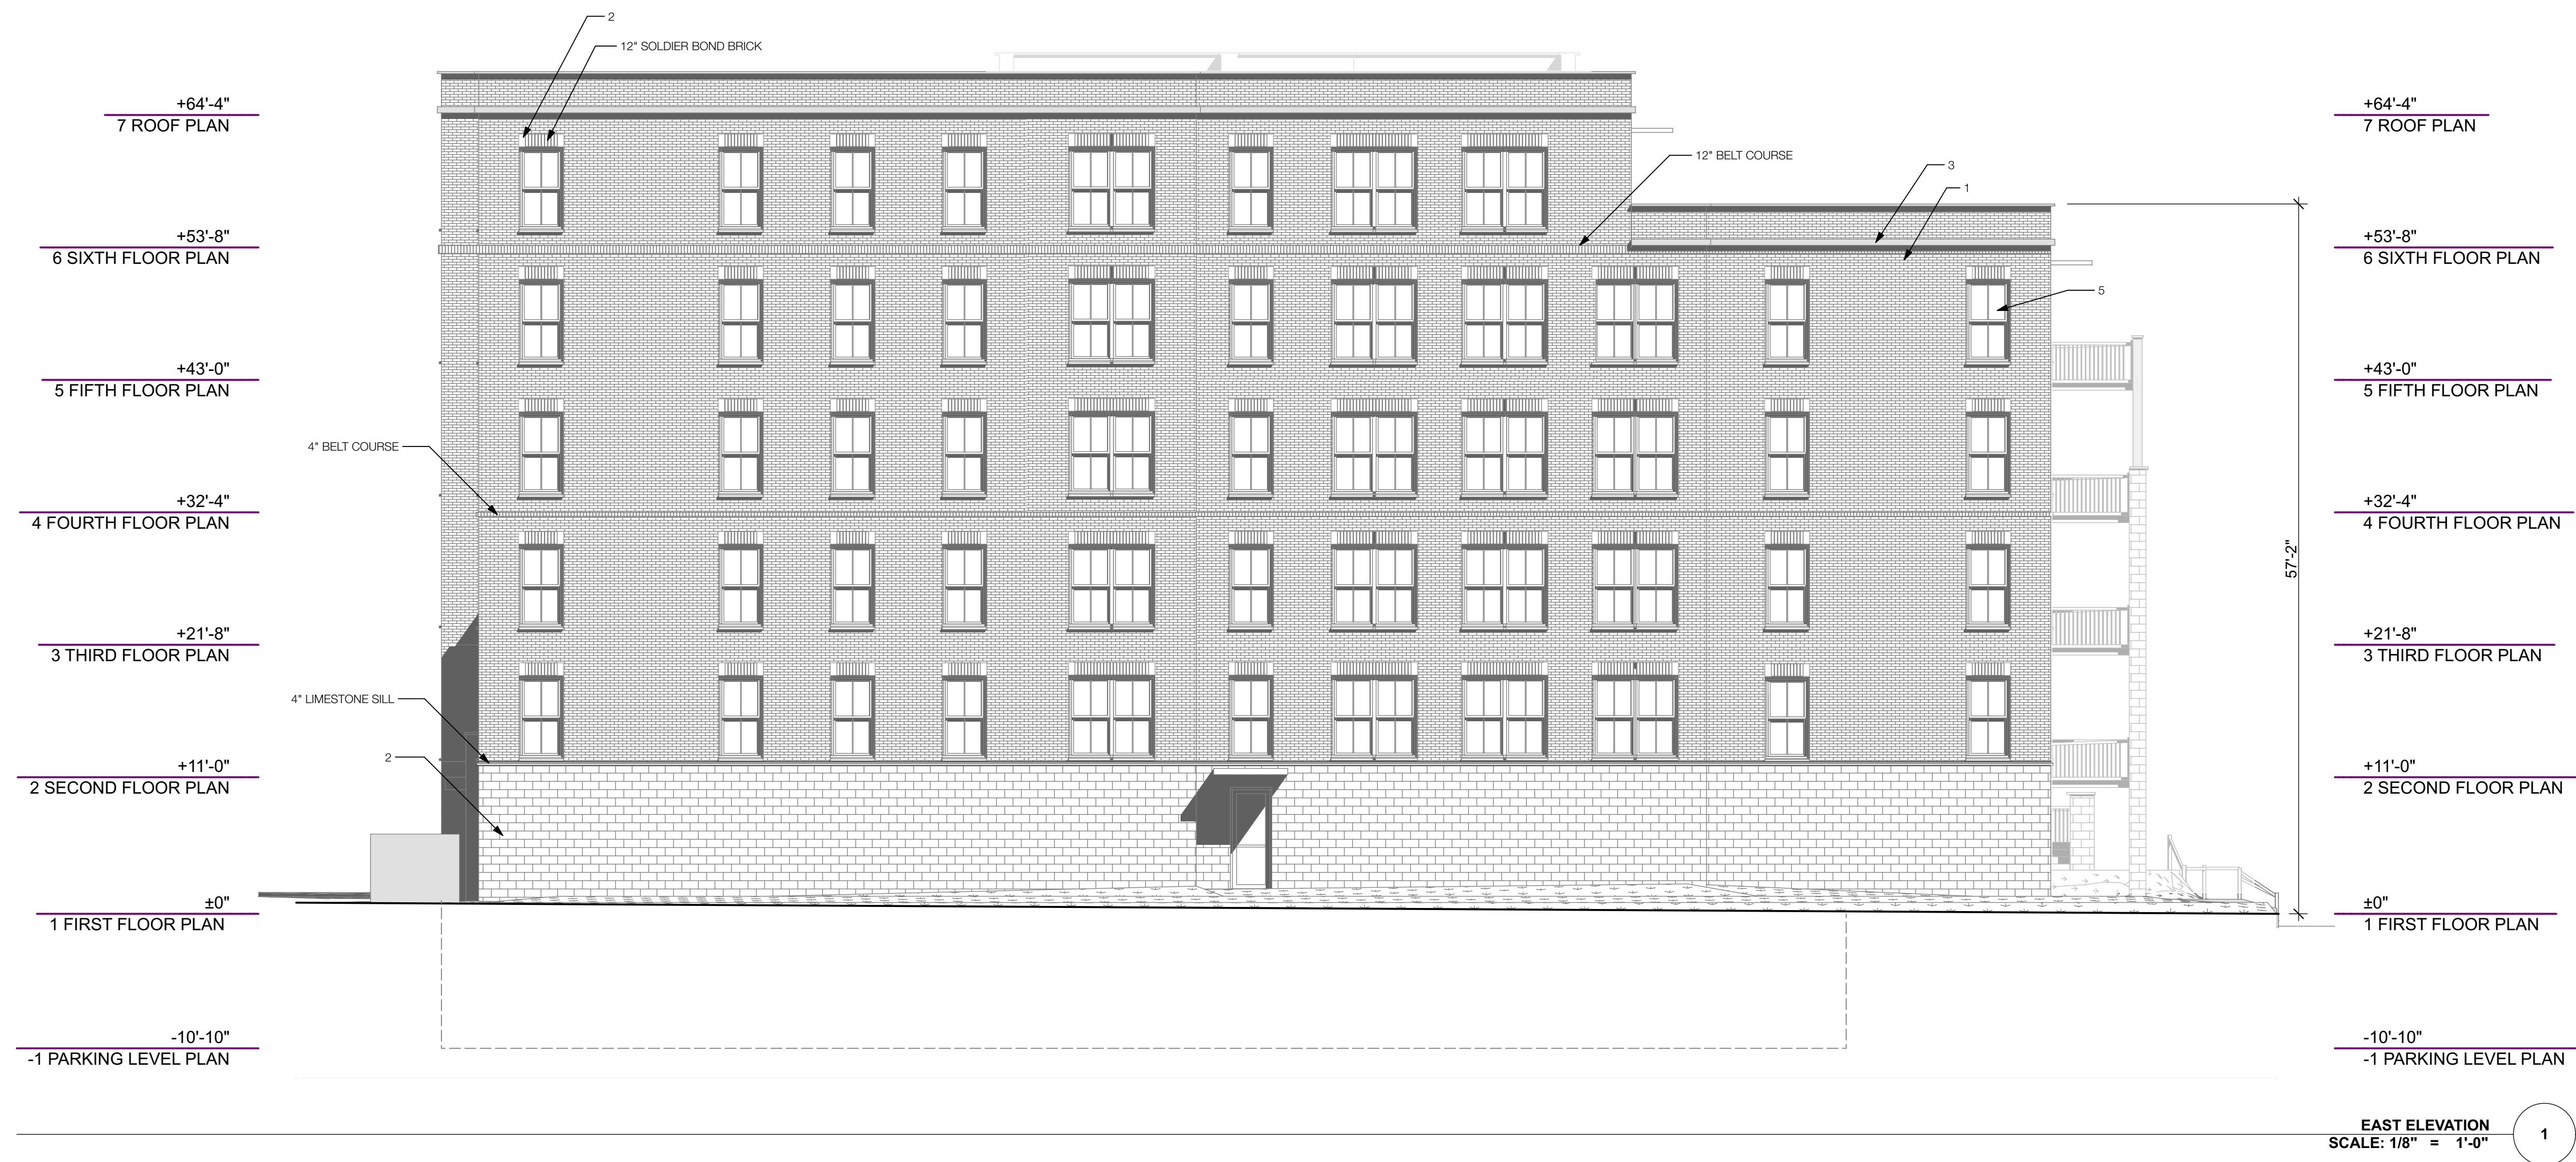 2
12" SOLDIER BOND BRICK
+64'-4"
7 ROOF PLAN
+64'-4"
7 ROOF PLAN
12" BELT COURSE
3
1
+53'-8"
6 SIXTH FLOOR PLAN
+53'-8"
6 SIXTH FLOOR PLAN
5
+43'-0"
5 FIFTH FLOOR PLAN
+43'-0"
5 FIFTH FLOOR PLAN
4" BELT COURSE
+32'-4"
4 FOURTH FLOOR PLAN
+32'-4"
4 FOURTH FLOOR PLAN
57'-2"
+21'-8"
3 THIRD FLOOR PLAN
+21'-8"
3 THIRD FLOOR PLAN
4" LIMESTONE SILL
2
+11'-0"
2 SECOND FLOOR PLAN
+11'-0"
2 SECOND FLOOR PLAN
±0"
1 FIRST FLOOR PLAN
±0"
1 FIRST FLOOR PLAN
-10'-10"
-1 PARKING LEVEL PLAN
-10'-10"
-1 PARKING LEVEL PLAN
EAST ELEVATION
SCALE: 1/8" = 1'-0"
1